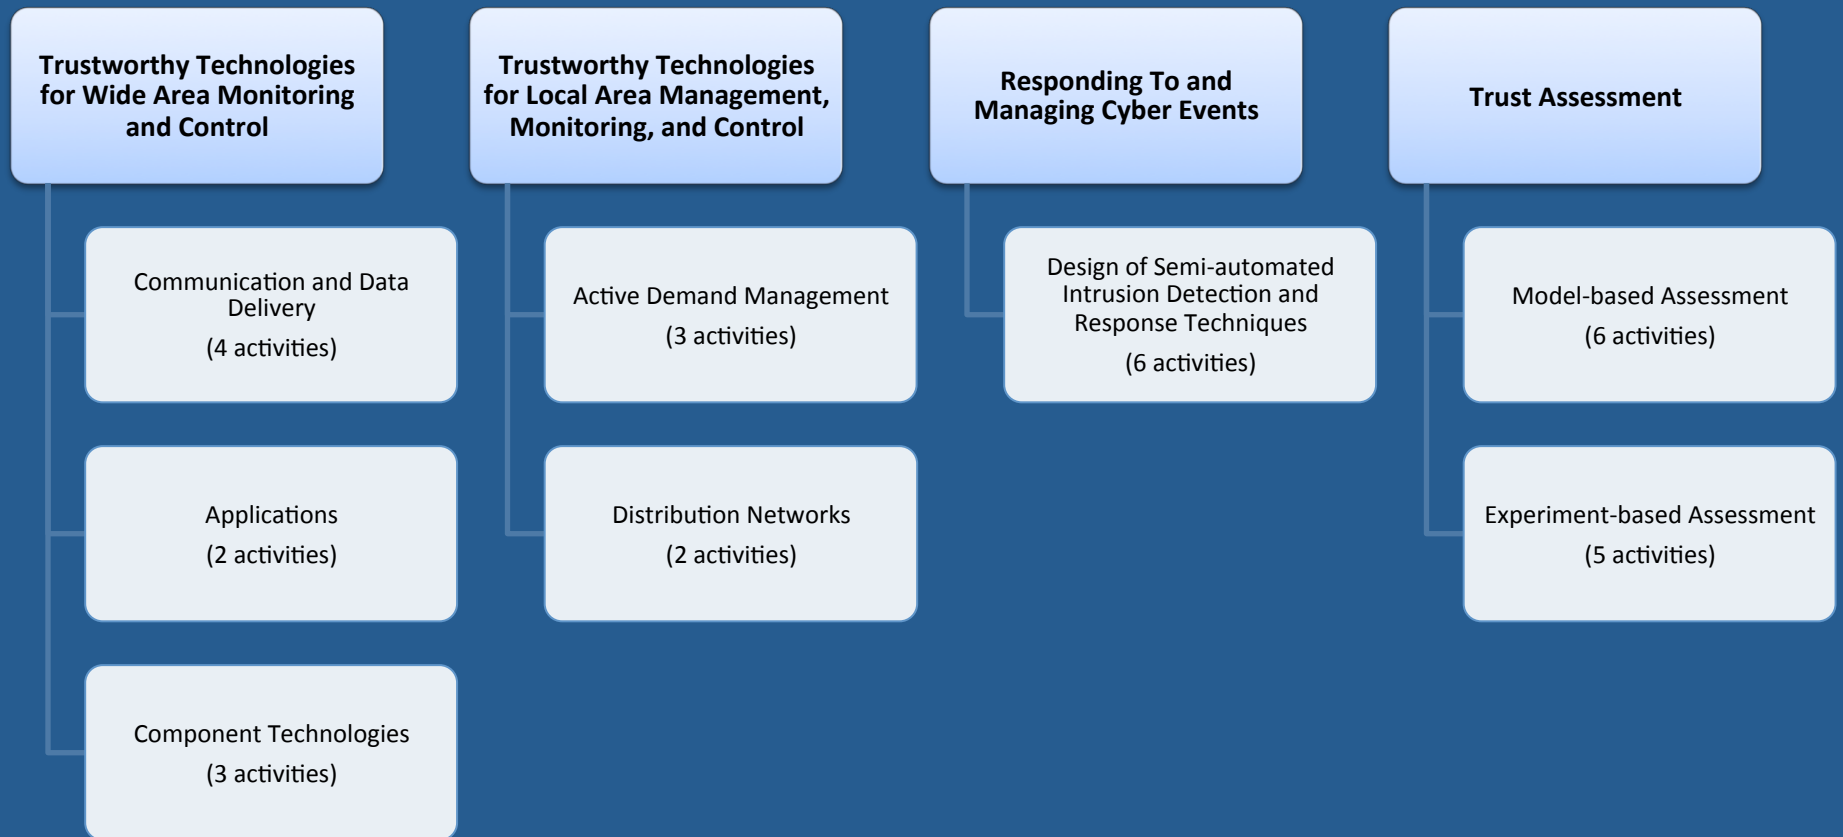 Trustworthy Technologies
for Wide Area Monitoring
and Control
Communication and Data
Delivery
(4 activities)
Applications
(2 activities)
Component Technologies
(3 activities)
Trustworthy Technologies
for Local Area Management,
Monitoring, and Control
Active Demand Management
(3 activities)
Distribution Networks
(2 activities)
Responding To and
Managing Cyber Events
Design of Semi-automated
Intrusion Detection and
Response Techniques
(6 activities)
Trust Assessment
Model-based Assessment
(6 activities)
Experiment-based Assessment
(5 activities)